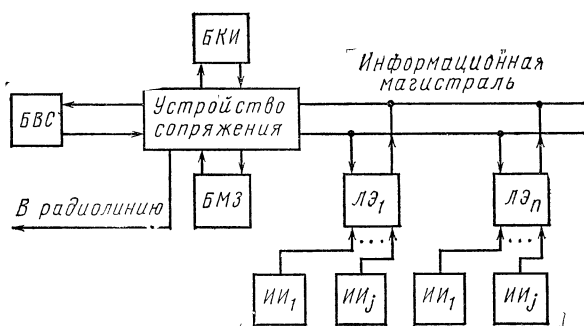 БКИ
Информационная
магистраль
БВС
Устройство
сопряжения
В радиолинию
БМЗ
ЛЭ1
ЛЭn
...
...
ИИ1
ИИj
ИИ1
ИИj